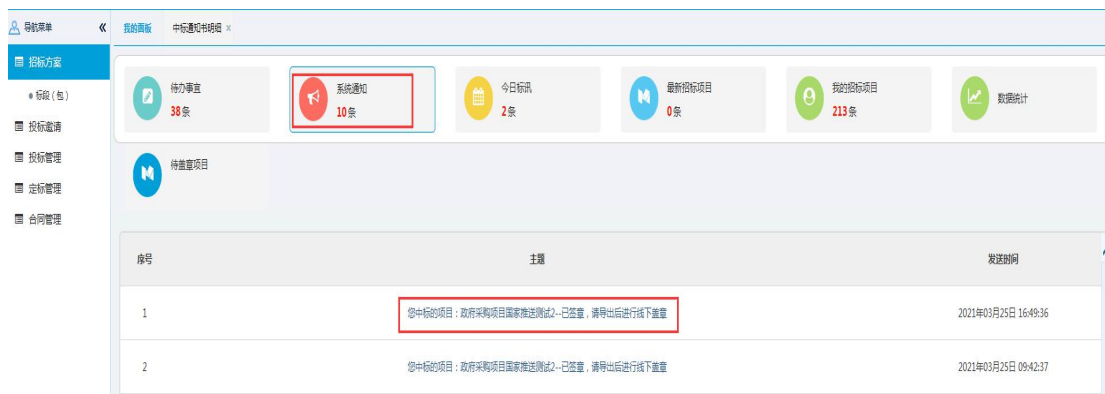 导航菜单 《 我的面板 中标通知书明细 ×
招标方案
标段(包)
投标邀请
投标管理
定标管理
合同管理
待办事宜
38条
系统通知
10条
今日标讯
2条
最新招标项目
0条
我的招标项目
213条
数据统计
待盖章项目
序号 主题 发送时间
1 您中标的项目:政府采购项目国家推送测试2--已签章,请导出后进行线下盖章 2021年03月25日 16:49:36
2 您中标的项目:政府采购项目国家推送测试2--已签章,请导出后进行线下盖章 2021年03月25日 09:42:37